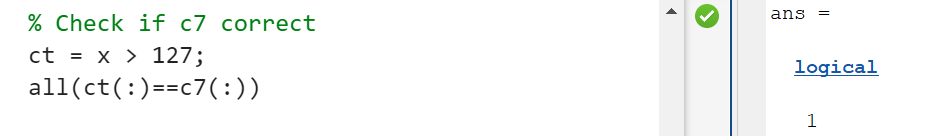 % Check if c7 correct
ct = x > 127;
all(ct(:)==c7(:))
ans =
logical
1